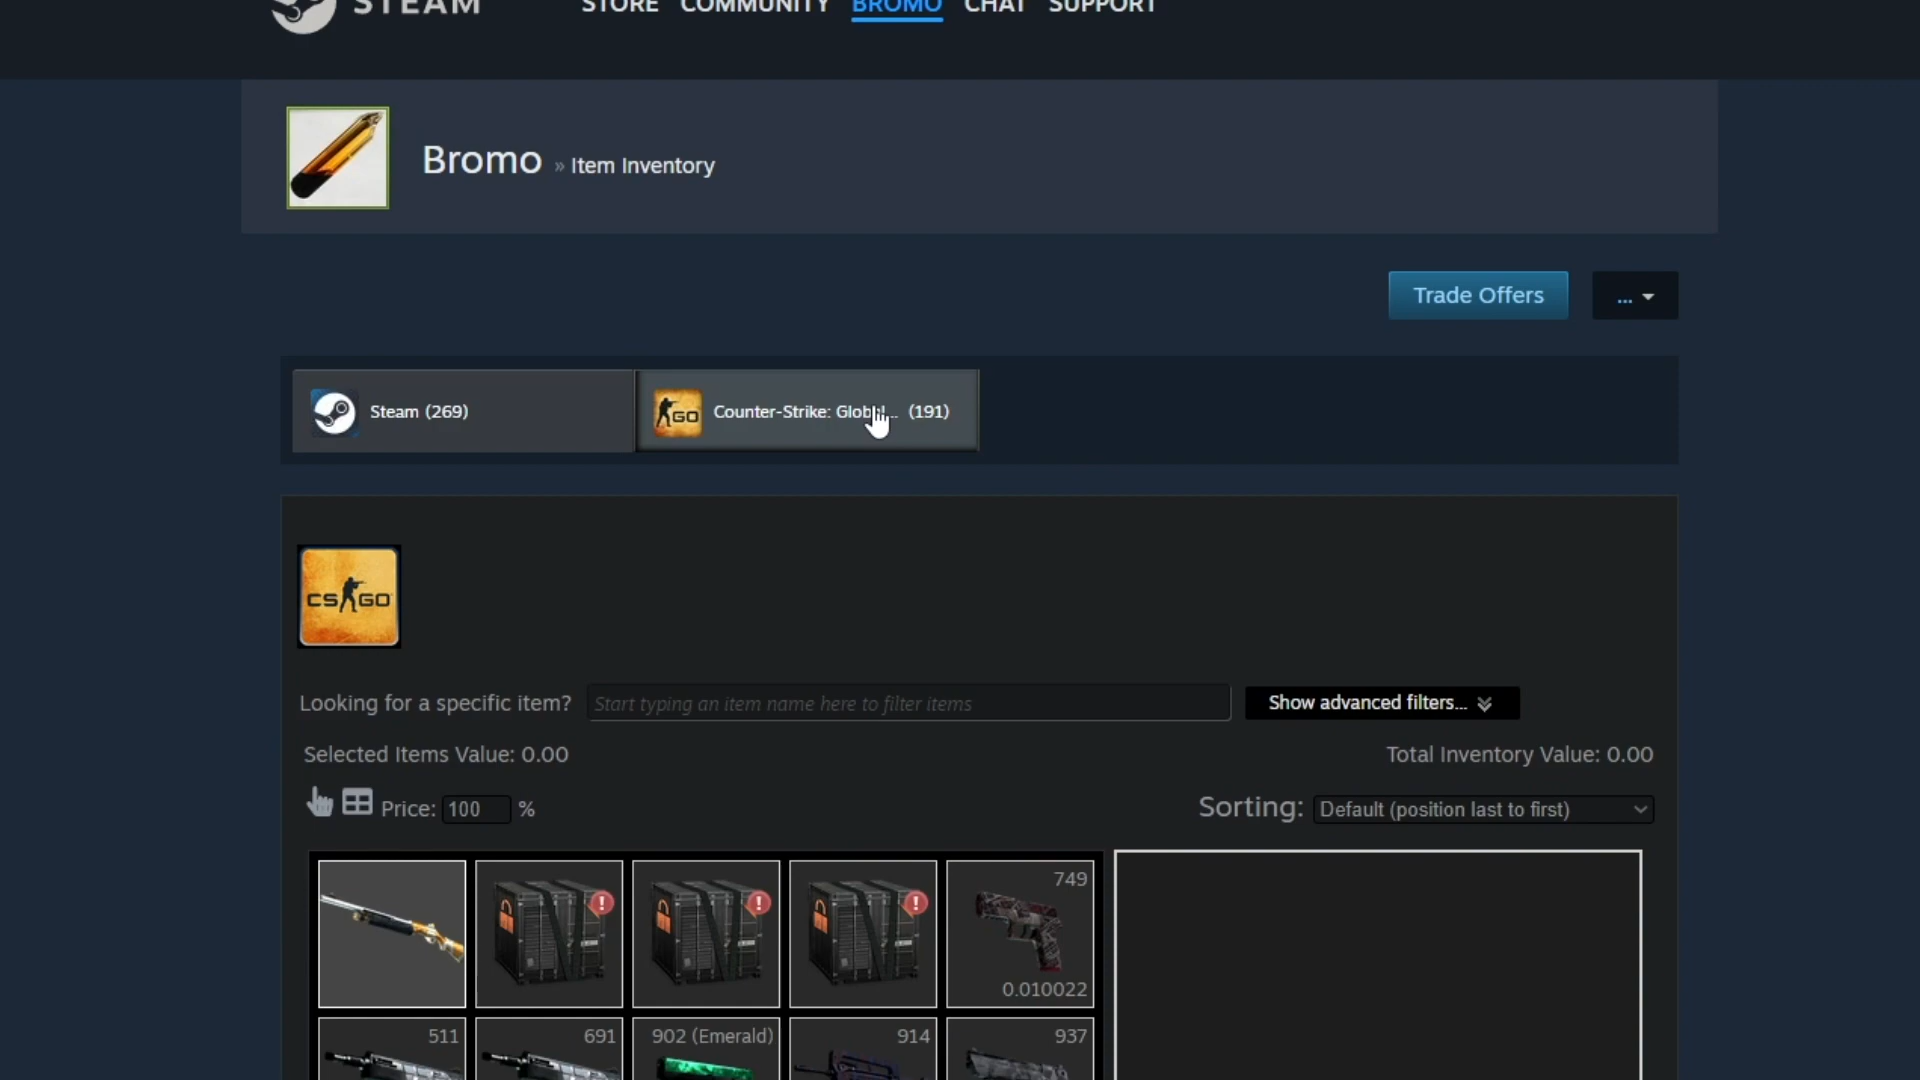 STEAM
STORE COMMUNITY BROMO CHAT SUPPORT
Bromo » Item Inventory
Trade Offers
...
Steam (269)
GO
Counter-Strike: Global... (191)
CS GO
Looking for a specific item?
Start typing an item name here to filter items
Show advanced filters...
Selected Items Value: 0.00
Total Inventory Value: 0.00
Price: 100 %
Sorting: Default (position last to first)
!
!
!
749
0.010022
511
691
902 (Emerald)
914
937